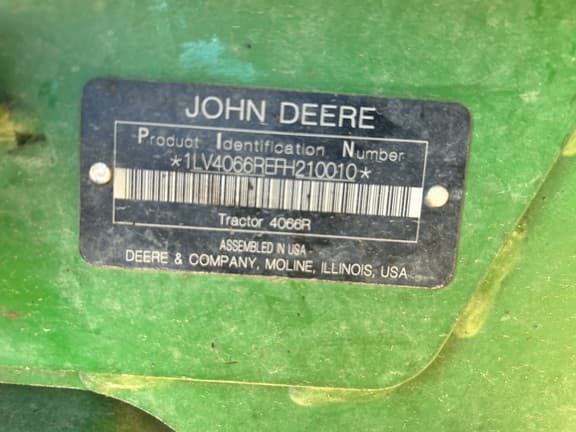 JOHN DEERE
Product Identification Number
*1LV4066REFH210010*
Tractor 4066R
ASSEMBLED IN USA
DEERE & COMPANY, MOLINE, ILLINOIS, USA